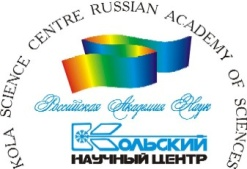 KOLA SCIENCE CENTRE RUSSIAN ACADEMY OF SCIENCES
Российская Академия Наук
КОЛЬСКИЙ
НАУЧНЫЙ ЦЕНТР